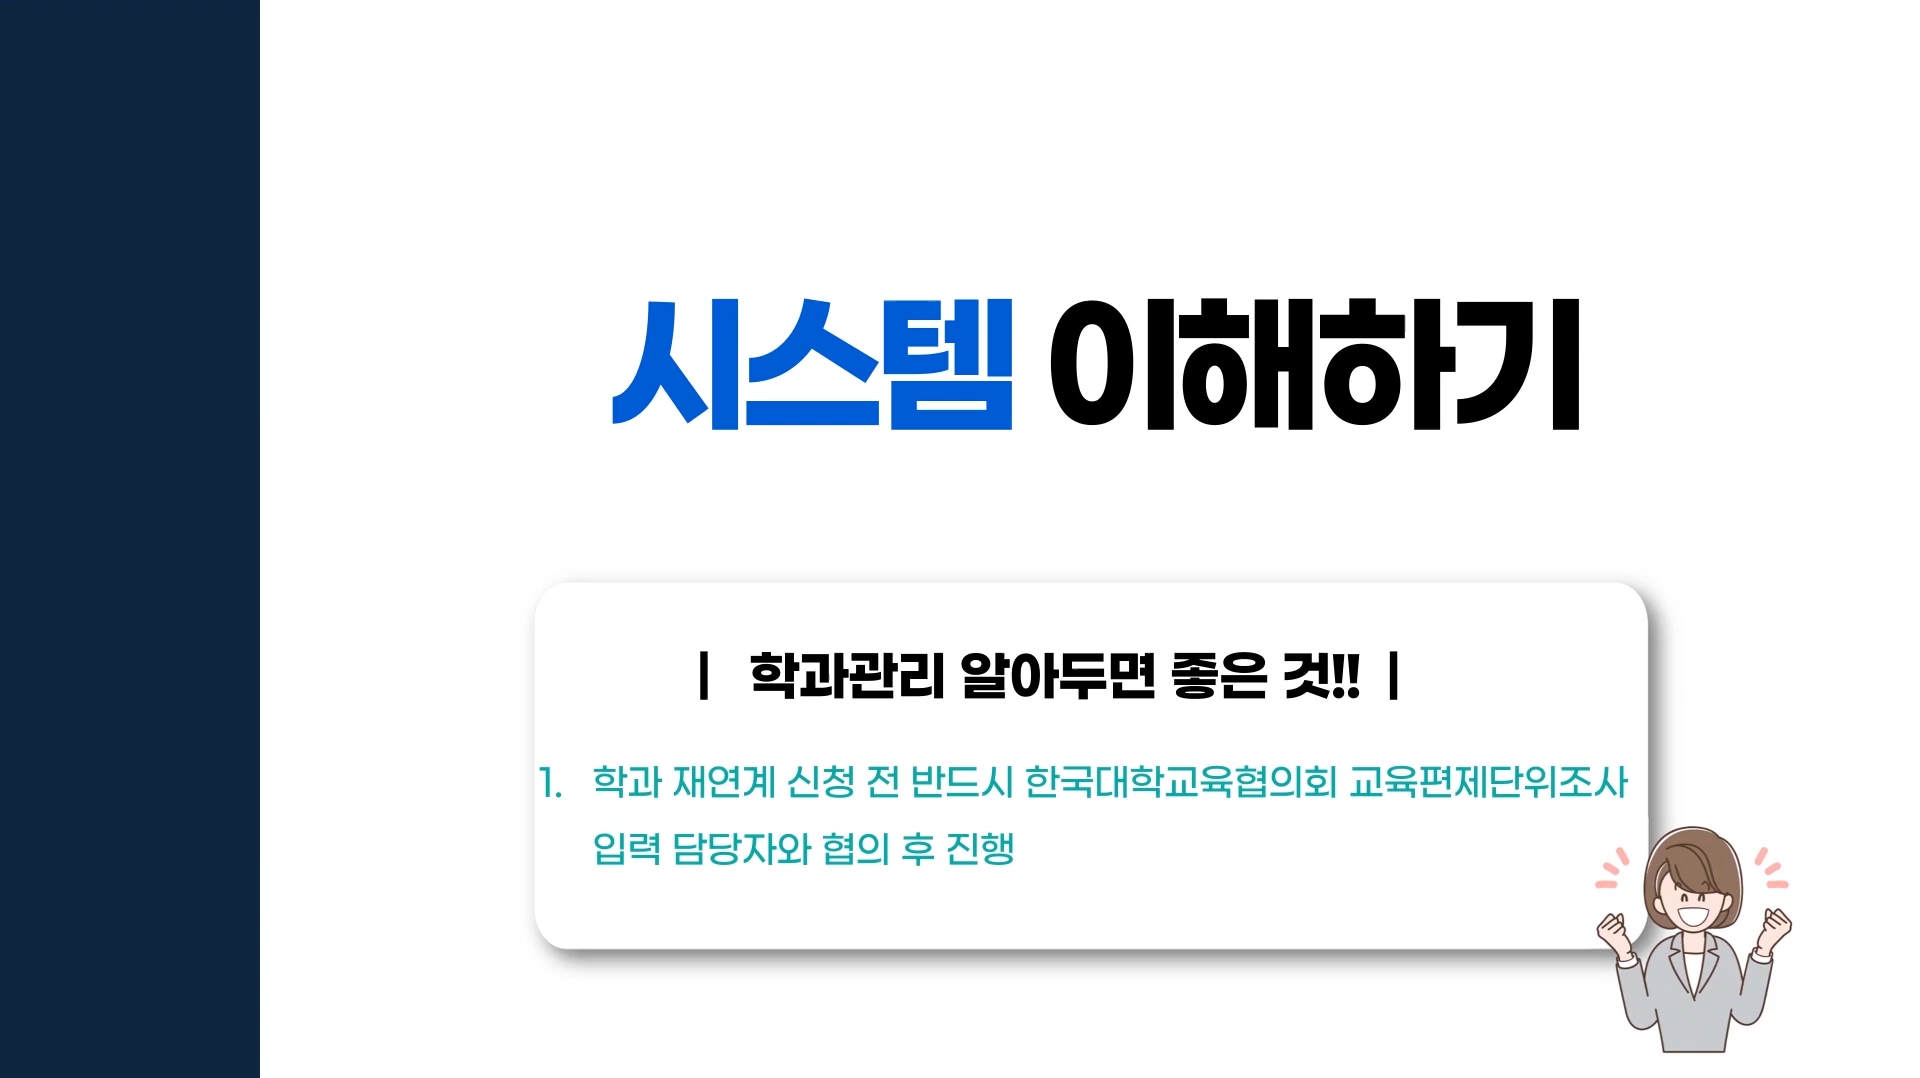 시스템 이해하기
| 학과관리 알아두면 좋은 것!! |
1. 학과 재연계 신청 전 반드시 한국대학교육협의회 교육편제단위조사
입력 담당자와 협의 후 진행